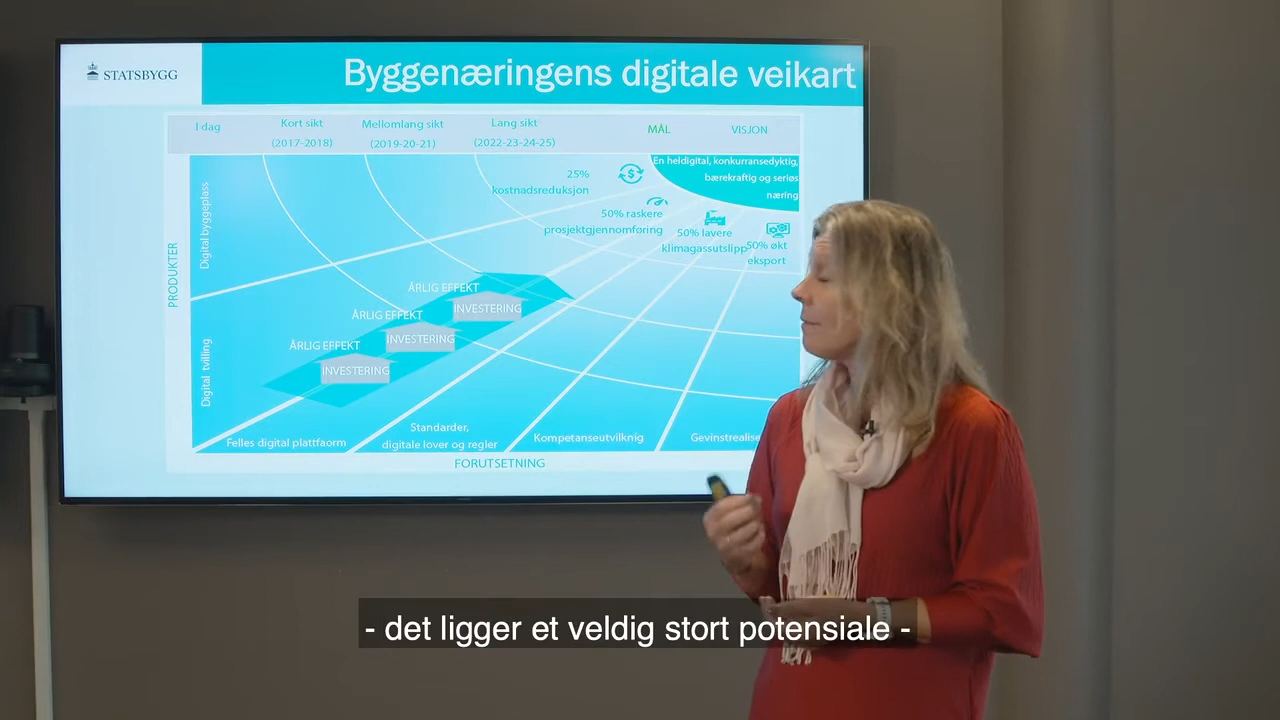 STATSBYGG
Byggenæringens digitale veikart
I dag
Kort sikt
(2017-2018)
Mellomlang sikt
(2019-20-21)
Lang sikt
(2022-23-24-25)
MÅL
VISJON
En heldigital, konkurransedyktig,
bærekraftig og seriøs
næring
25%
kostnadsreduksjon
50% raskere
prosjektgjennomføring
50% lavere
klimagassutslipp
50% økt
eksport
PRODUKTER
Digital byggeplass
Digital tvilling
ÅRLIG EFFEKT
INVESTERING
ÅRLIG EFFEKT
INVESTERING
ÅRLIG EFFEKT
INVESTERING
Felles digital plattfaorm
Standarder,
digitale lover og regler
Kompetanseutvilknig
Gevinstrealise
FORUTSETNING
- det ligger et veldig stort potensiale -